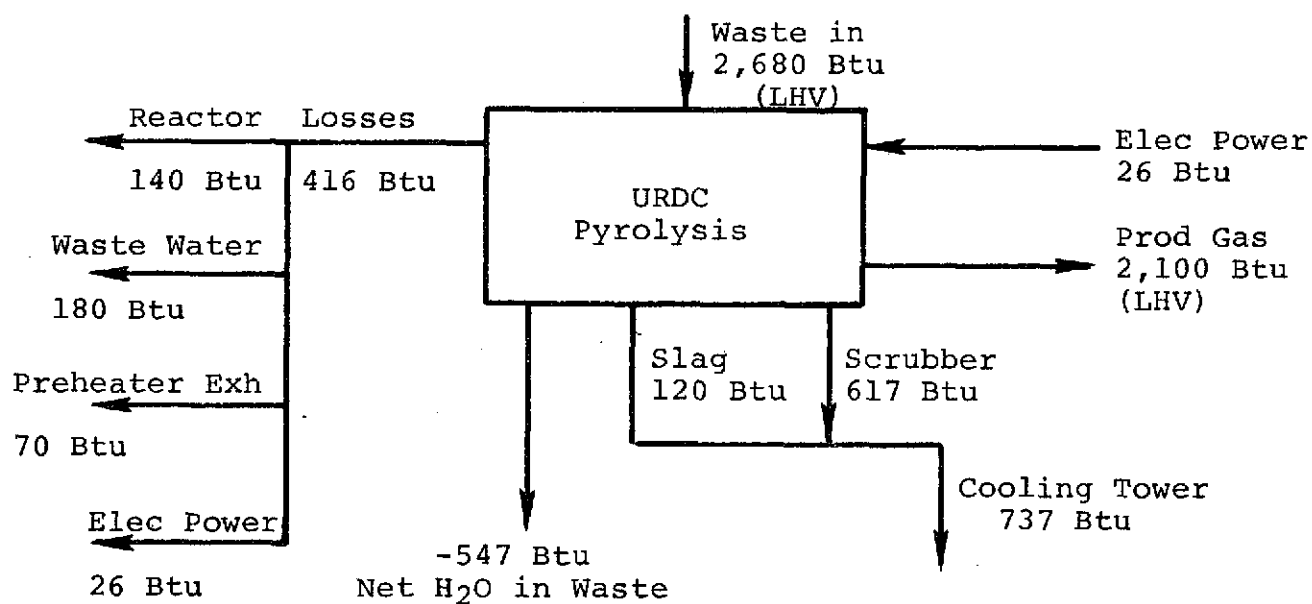 Waste in
2,680 Btu
(LHV)
Reactor Losses
140 Btu 416 Btu
Elec Power
26 Btu
URDC
Pyrolysis
Waste Water
180 Btu
Prod Gas
2,100 Btu
(LHV)
Preheater Exh
70 Btu
Slag
120 Btu
Scrubber
617 Btu
Elec Power
26 Btu
-547 Btu
Net H2O in Waste
Cooling Tower
737 Btu